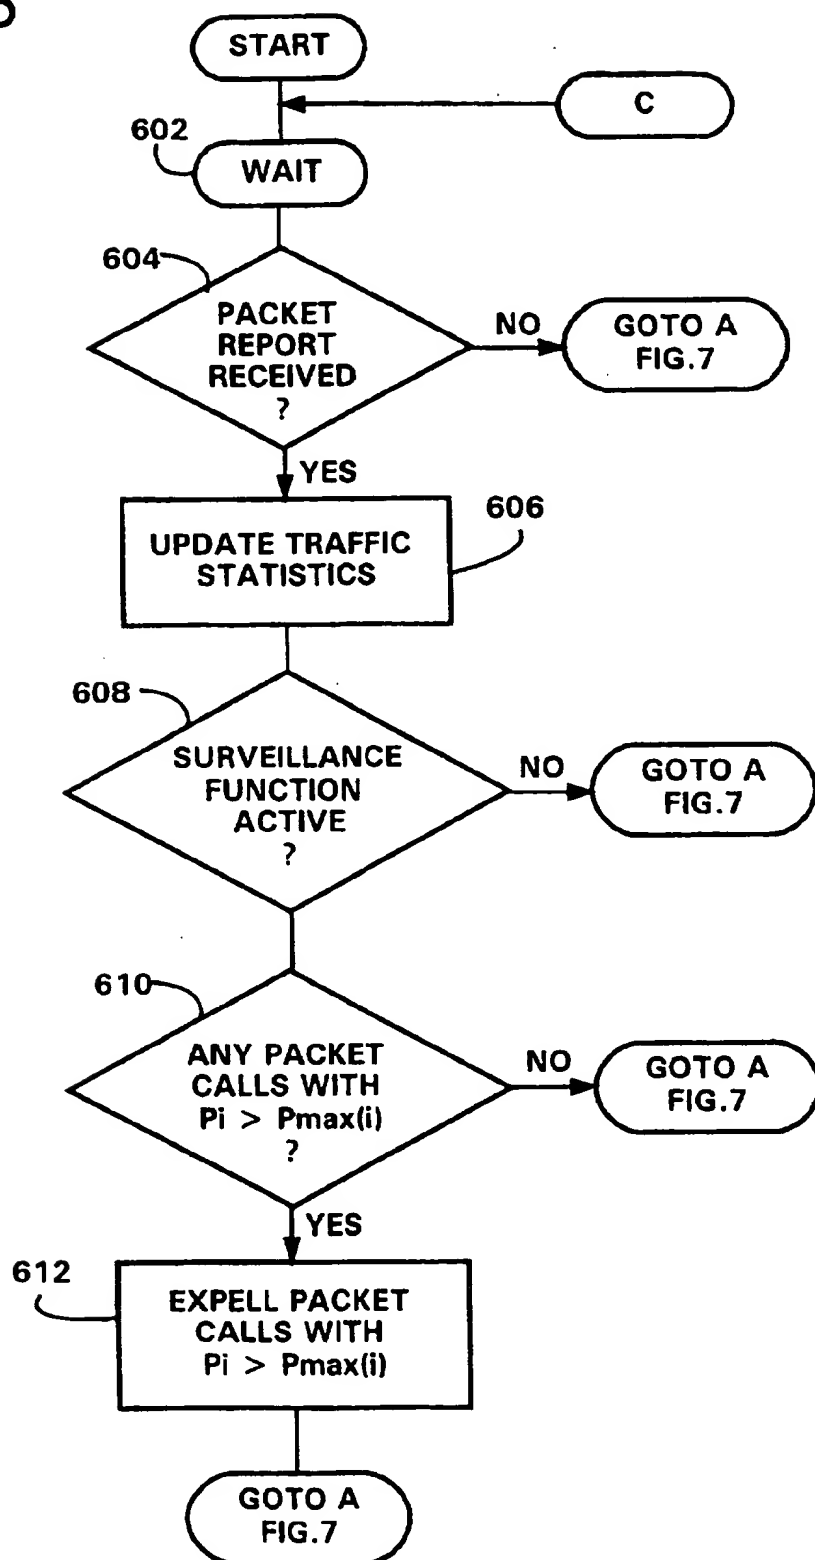 START
C
602
WAIT
604
PACKET
REPORT
RECEIVED
?
NO
GOTO A
FIG.7
YES
606
UPDATE TRAFFIC
STATISTICS
608
SURVEILLANCE
FUNCTION
ACTIVE
?
NO
GOTO A
FIG.7
610
ANY PACKET
CALLS WITH
Pi > Pmax(i)
?
NO
GOTO A
FIG.7
YES
612
EXPELL PACKET
CALLS WITH
Pi > Pmax(i)
GOTO A
FIG.7